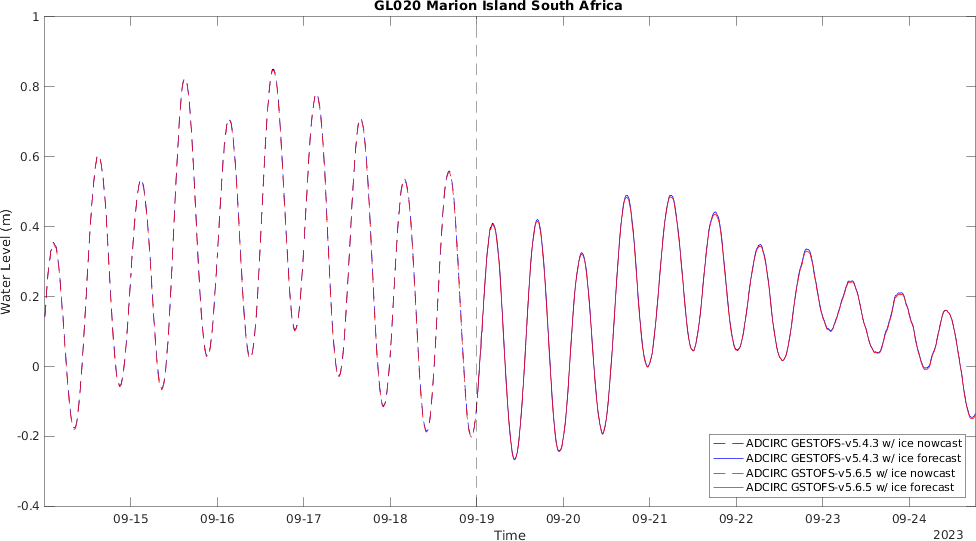 GL020 Marion Island South Africa
Water Level (m)
1
0.8
0.6
0.4
0.2
0
-0.2
-0.4
ADCIRC GESTOFS-v5.4.3 w/ ice nowcast
ADCIRC GESTOFS-v5.4.3 w/ ice forecast
ADCIRC GSTOFS-v5.6.5 w/ ice nowcast
ADCIRC GSTOFS-v5.6.5 w/ ice forecast
09-15 09-16 09-17 09-18 09-19 09-20 09-21 09-22 09-23 09-24
Time
2023